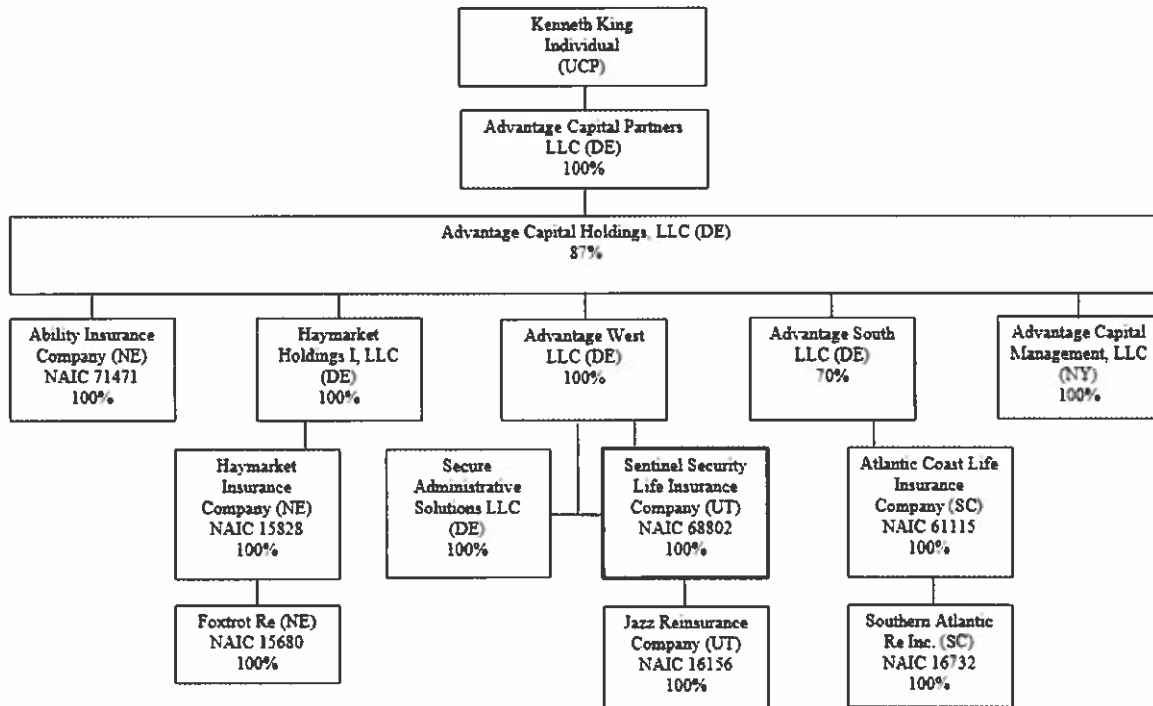 Kenneth King
Individual
(UCP)
Advantage Capital Partners
LLC (DE)
100%
Advantage Capital Holdings, LLC (DE)
87%
Ability Insurance
Company (NE)
NAIC 71471
100%
Haymarket
Holdings I, LLC
(DE)
100%
Advantage West
LLC (DE)
100%
Advantage South
LLC (DE)
70%
Advantage Capital
Management, LLC
(NY)
100%
Haymarket
Insurance
Company (NE)
NAIC 15828
100%
Secure
Administrative
Solutions LLC
(DE)
100%
Sentinel Security
Life Insurance
Company (UT)
NAIC 68802
100%
Atlantic Coast Life
Insurance
Company (SC)
NAIC 61115
100%
Foxtrot Re (NE)
NAIC 15680
100%
Jazz Reinsurance
Company (UT)
NAIC 16156
100%
Southern Atlantic
Re Inc. (SC)
NAIC 16732
100%